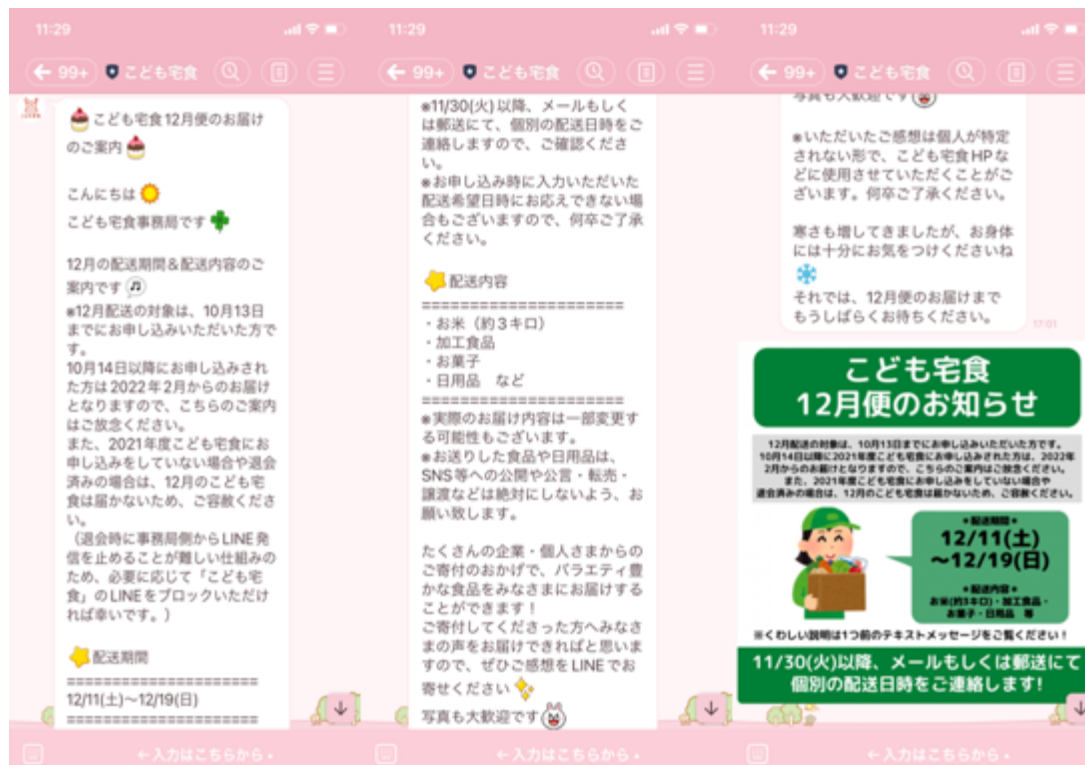 11:29
99+ こども宅食
こども宅食12月便のお届け
のご案内
こんにちは
こども宅食事務局です
12月の配送期間&配送内容のご
案内です
※12月配送の対象は、10月13日
までにお申し込みいただいた方で
す。
10月14日以降にお申し込みされ
た方は2022年2月からのお届け
となりますので、こちらのご案内
はご放念ください。
また、2021年度こども宅食にお
申し込みをしていない場合や退会
済みの場合は、12月のこども宅
食は届かないため、ご容赦くださ
い。
（退会時に事務局側からLINE発
信を止めることが難しい仕組みの
ため、必要に応じて「こども宅
食」のLINEをブロックいただけ
れば幸いです。）
配送期間
====================
12/11(土)〜12/19(日)
====================
←入力はこちらから・
11:29
99+ こども宅食
※11/30(火)以降、メールもしく
は郵送にて、個別の配送日時をご
連絡しますので、ご確認くださ
い。
※お申し込み時に入力いただいた
配送希望日時にお応えできない場
合もございますので、何卒ご了承
ください。
配送内容
=====================
・お米（約3キロ）
・加工食品
・お菓子
・日用品 など
=====================
※実際のお届け内容は一部変更す
る可能性もございます。
※お送りした食品や日用品は、
SNS等への公開や公言・転売・
譲渡などは絶対にしないよう、お
願い致します。
たくさんの企業・個人さまからの
ご寄付のおかげで、バラエティ豊
かな食品をみなさまにお届けする
ことができます！
ご寄付してくださった方へみなさ
まの声をお届けできればと思いま
すので、ぜひご感想をLINEでお
寄せください
写真も大歓迎です
←入力はこちらから・
11:29
99+ こども宅食
写真も大歓迎です
※いただいたご感想は個人が特定
されない形で、こども宅食HPな
どに使用させていただくことがご
ざいます。何卒ご了承ください。
寒さも増してきましたが、お身体
には十分にお気をつけくださいね
それでは、12月便のお届けまで
もうしばらくお待ちください。
17:01
こども宅食
12月便のお知らせ
12月配送の対象は、10月13日までにお申し込みいただいた方です。
10月14日以降に2021年度こども宅食にお申し込みされた方は、2022年
2月からのお届けとなりますので、こちらのご案内はご放念ください。
また、2021年度こども宅食にお申し込みをしていない場合や
退会済みの場合は、12月のこども宅食は届かないため、ご容赦ください。
＊配送期間＊
12/11(土)
〜12/19(日)
＊配送内容＊
お米(約3キロ)・加工食品・
お菓子・日用品 等
※くわしい説明は1つ前のテキストメッセージをご覧ください！
11/30(火)以降、メールもしくは郵送にて
個別の配送日時をご連絡します!
←入力はこちらから・